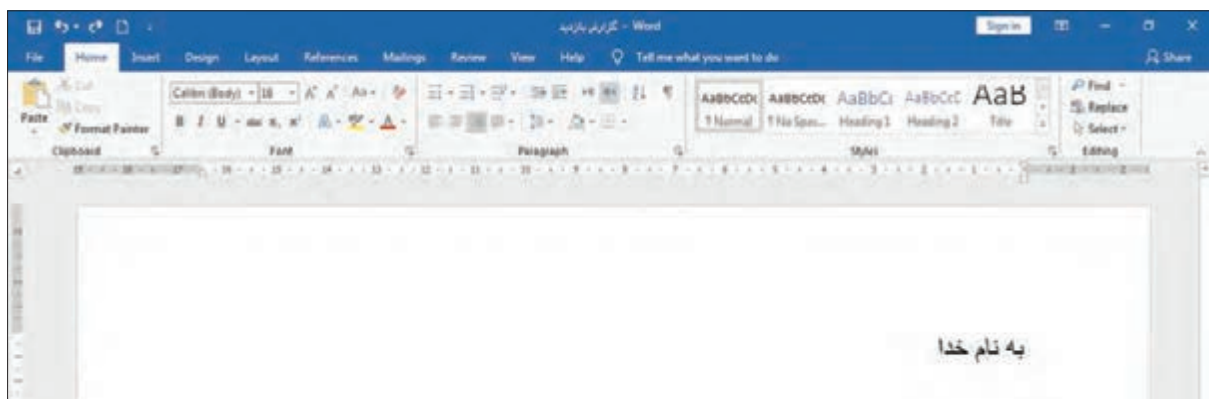 گزارش بازدید - Word
Sign in
File Home Insert Design Layout References Mailings Review View Help Tell me what you want to do Share
Cut
Copy
Paste
Format Painter
Calibri (Body) 18
AaBbCcDc AaBbCcDc AaBbCc AaBbCcC AaB
¶ Normal ¶ No Spac... Heading 1 Heading 2 Title
Find
Replace
Select
Clipboard Font Paragraph Styles Editing
به نام خدا